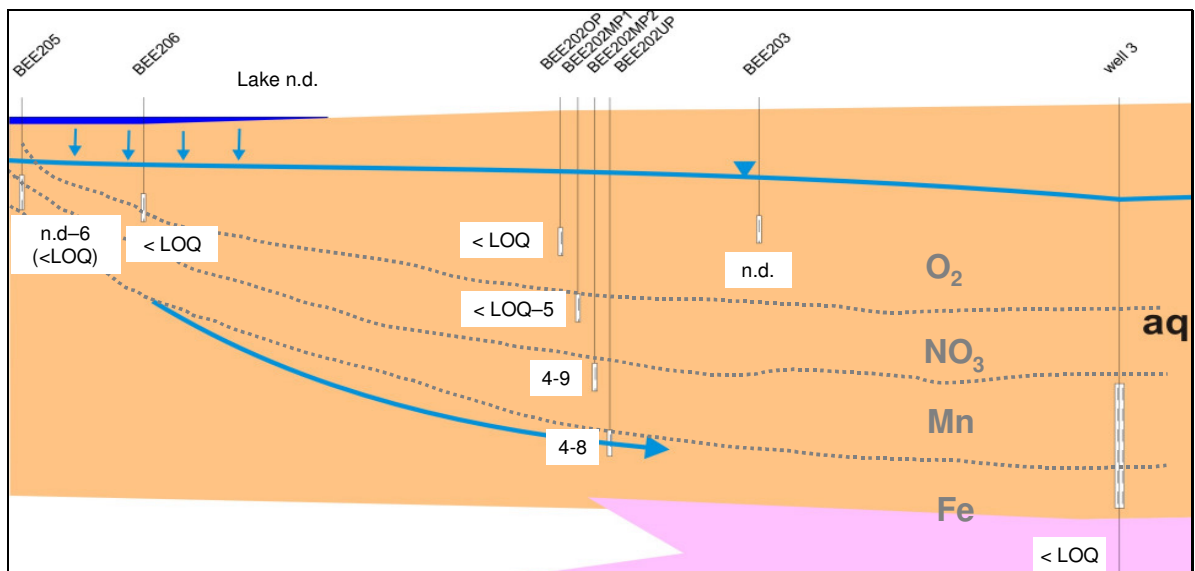 BEE205
BEE206
Lake n.d.
BEE202OP
BEE202MP1
BEE202MP2
BEE202UP
BEE203
well 3
n.d–6
(<LOQ)
< LOQ
< LOQ
n.d.
O₂
< LOQ–5
aq
NO₃
4-9
Mn
4-8
Fe
< LOQ